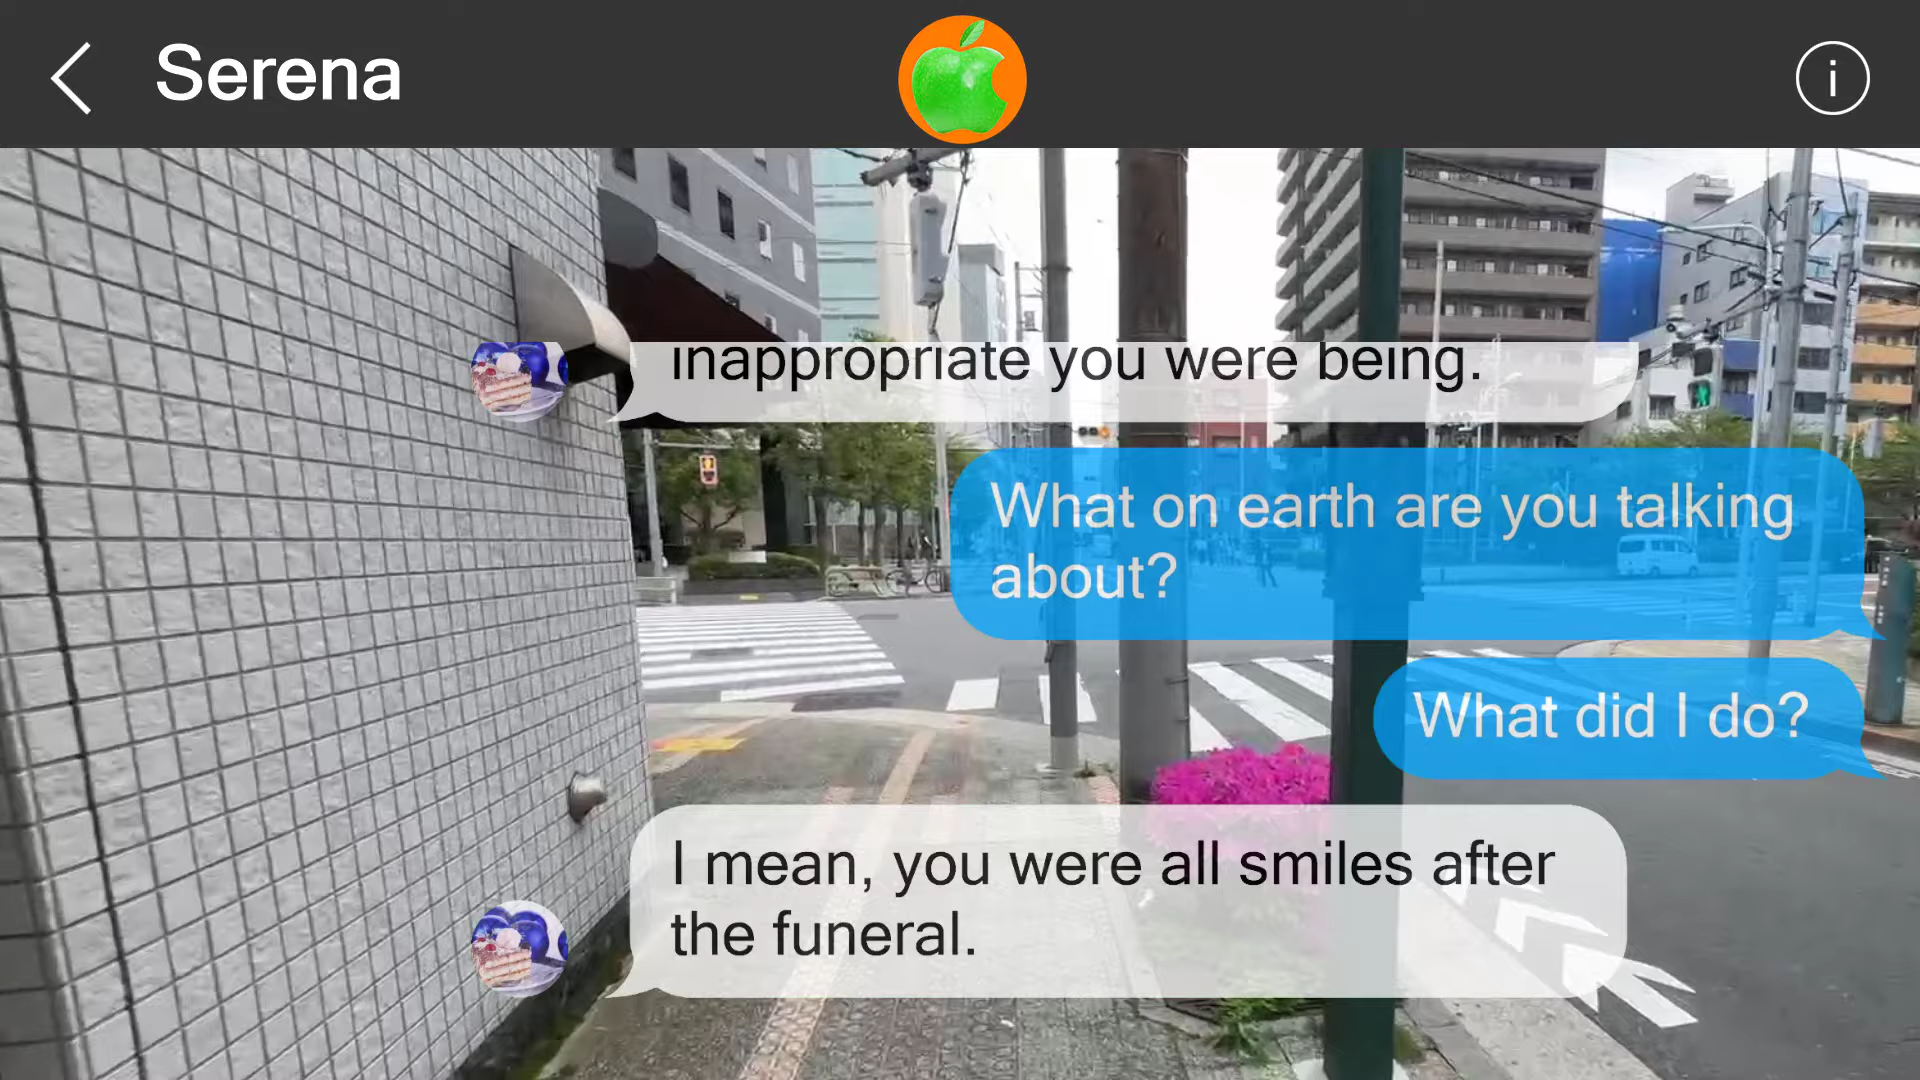 Serena
inappropriate you were being.
What on earth are you talking
about?
What did I do?
I mean, you were all smiles after
the funeral.